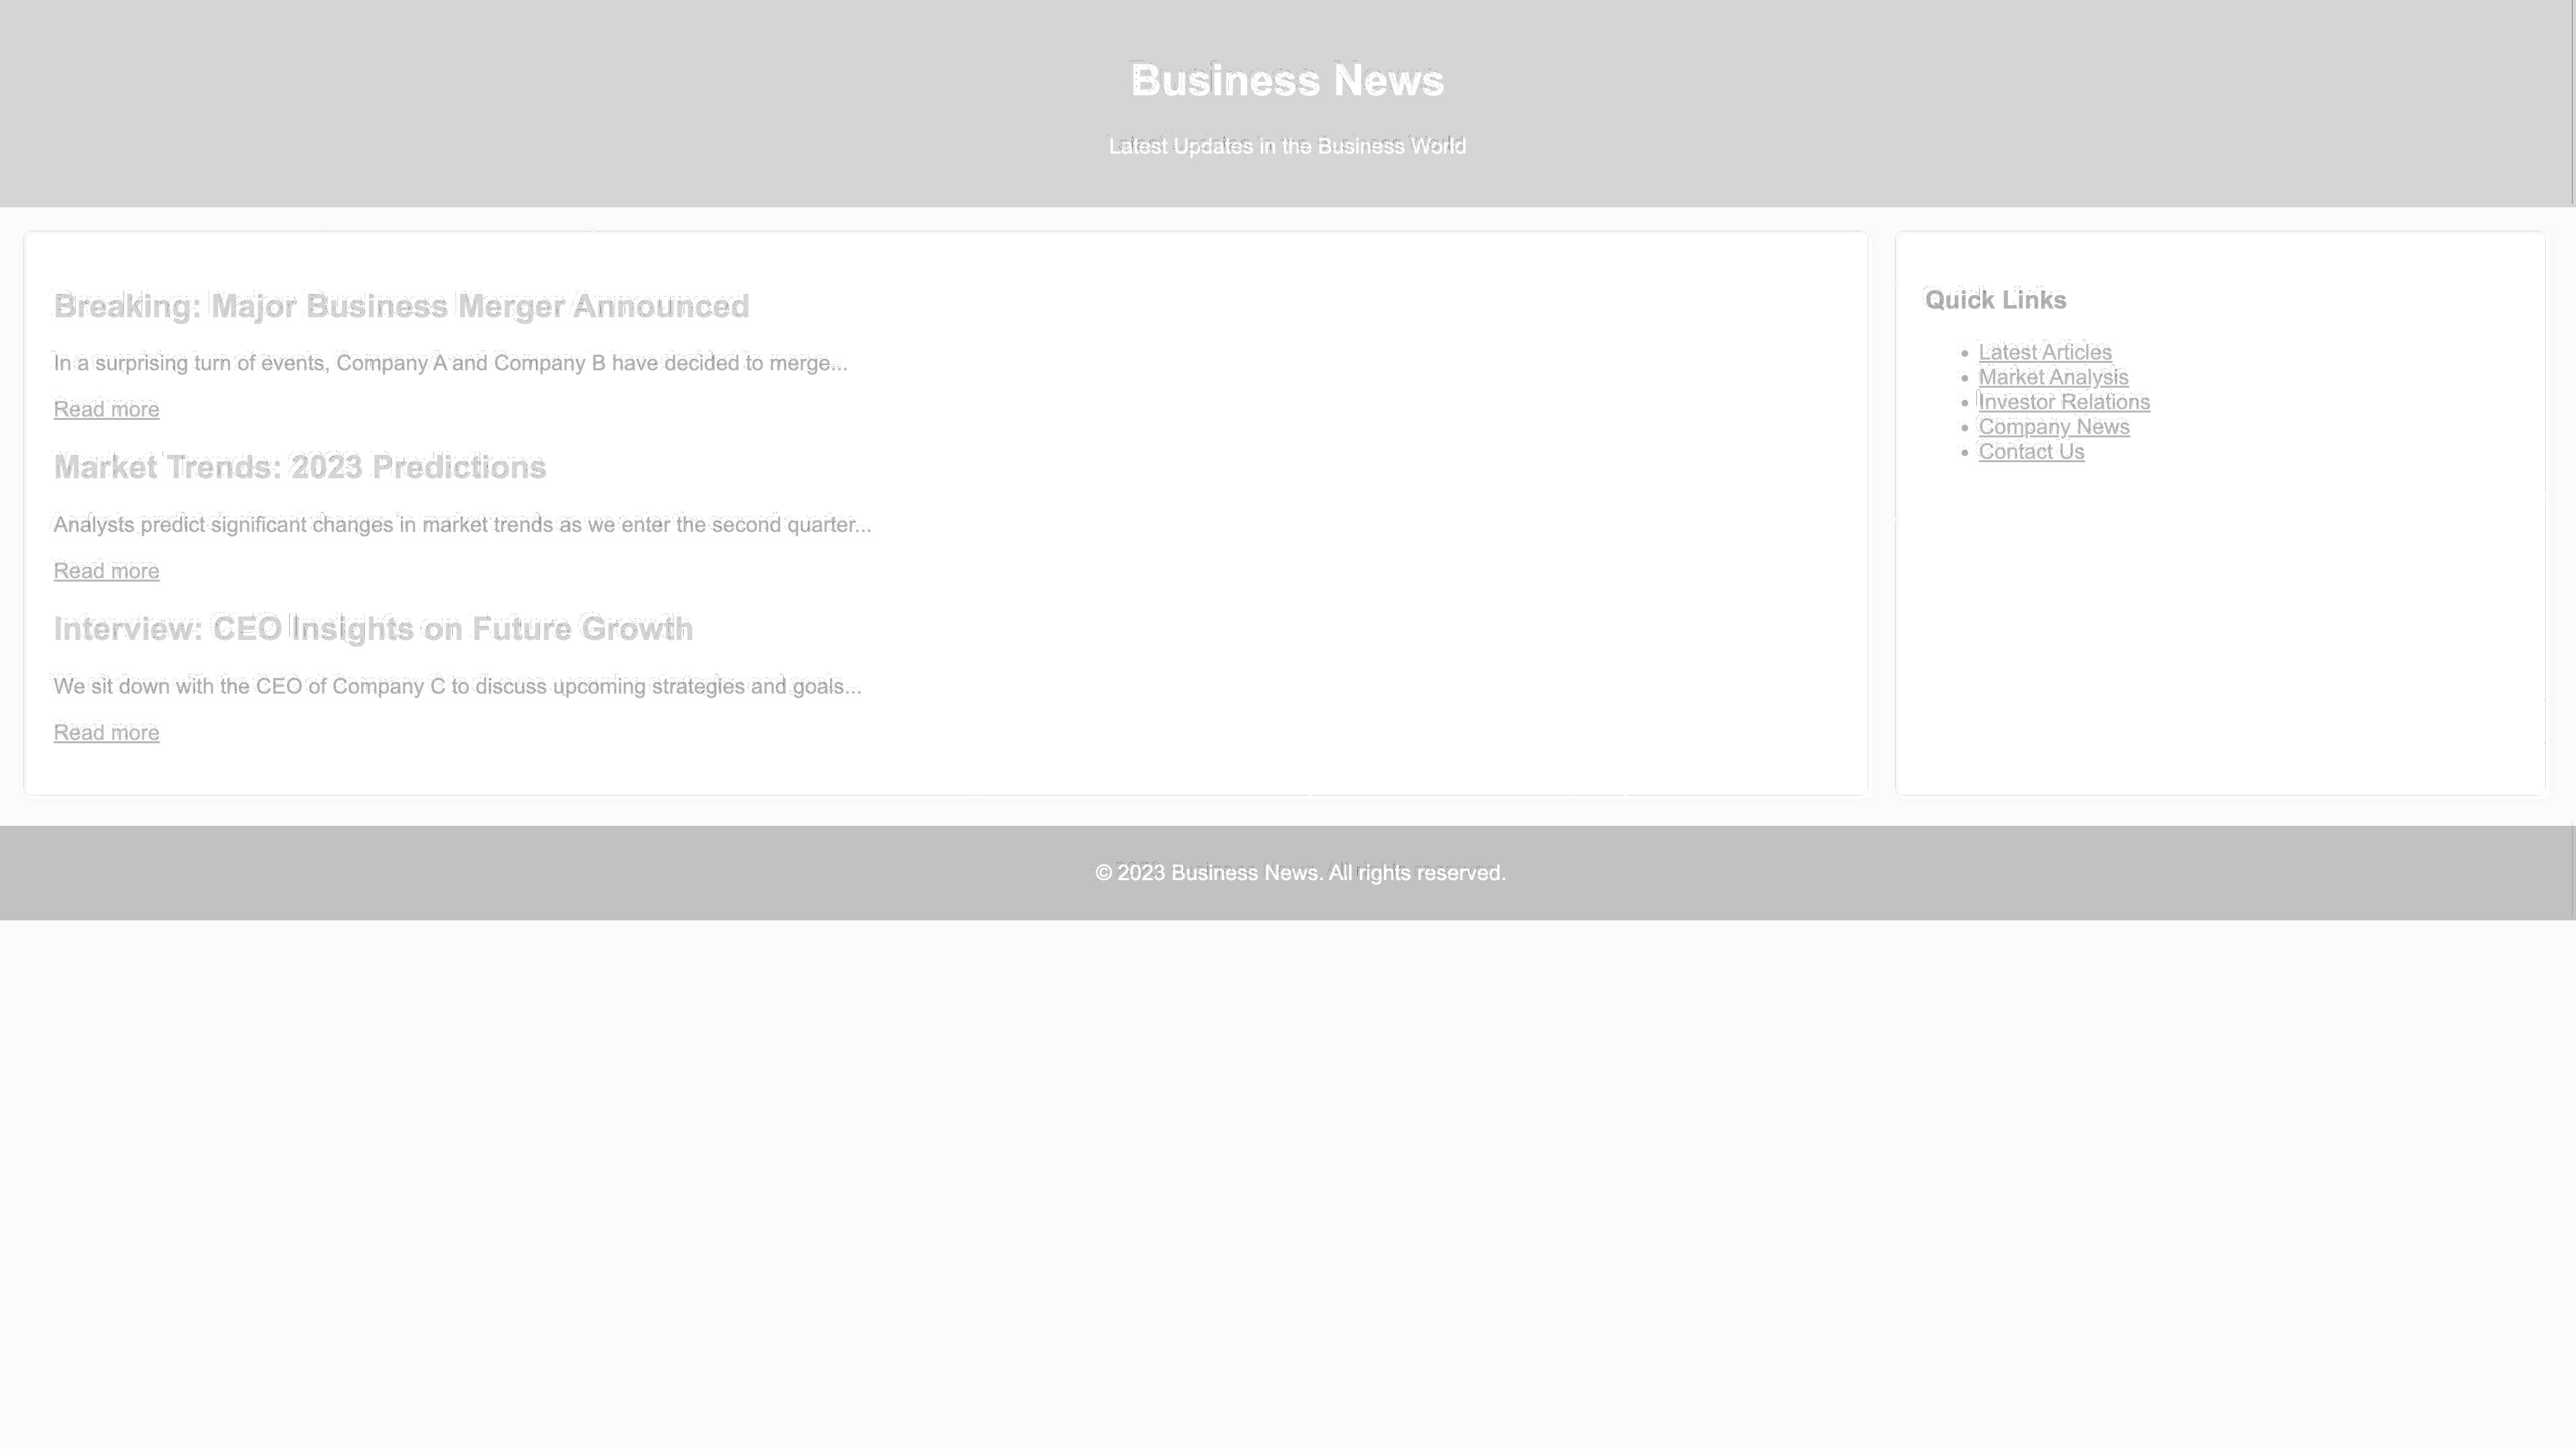 Business News
Latest Updates in the Business World
Breaking: Major Business Merger Announced
In a surprising turn of events, Company A and Company B have decided to merge...
Read more
Market Trends: 2023 Predictions
Analysts predict significant changes in market trends as we enter the second quarter...
Read more
Interview: CEO Insights on Future Growth
We sit down with the CEO of Company C to discuss upcoming strategies and goals...
Read more
Quick Links
Latest Articles
Market Analysis
Investor Relations
Company News
Contact Us
© 2023 Business News. All rights reserved.